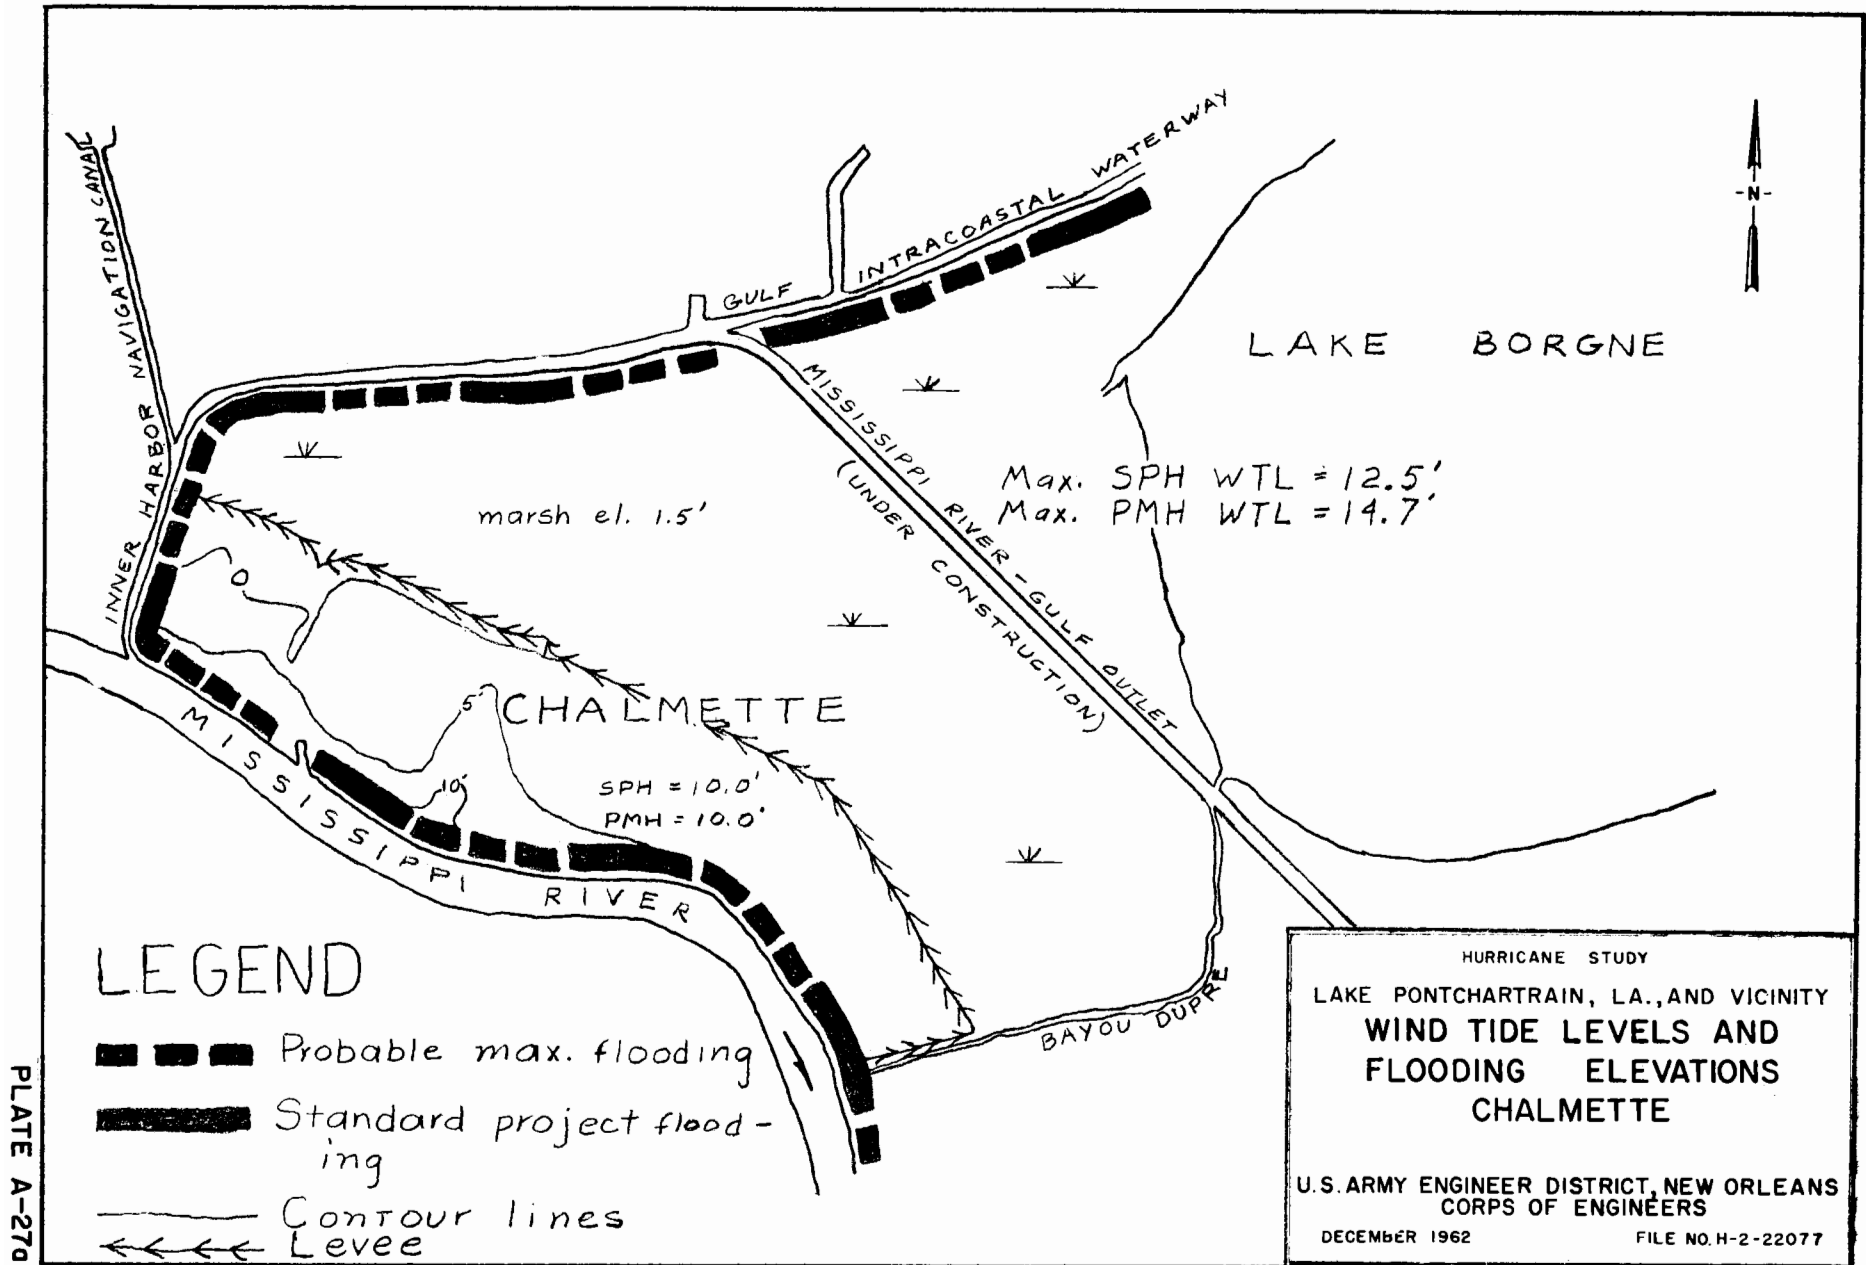 INNER HARBOR NAVIGATION CANAL
GULF INTRACOASTAL WATERWAY
-N-
LAKE BORGNE
MISSISSIPPI RIVER-GULF OUTLET
(UNDER CONSTRUCTION)
Max. SPH WTL = 12.5'
Max. PMH WTL = 14.7'
marsh el. 1.5'
0
5'
CHALMETTE
10'
SPH = 10.0'
PMH = 10.0'
MISSISSIPPI RIVER
BAYOU DUPRE
LEGEND
Probable max. flooding
Standard project flood-
ing
Contour lines
Levee
HURRICANE STUDY
LAKE PONTCHARTRAIN, LA., AND VICINITY
WIND TIDE LEVELS AND
FLOODING ELEVATIONS
CHALMETTE
U.S. ARMY ENGINEER DISTRICT, NEW ORLEANS
CORPS OF ENGINEERS
DECEMBER 1962 FILE NO. H-2-22077
PLATE A-27a